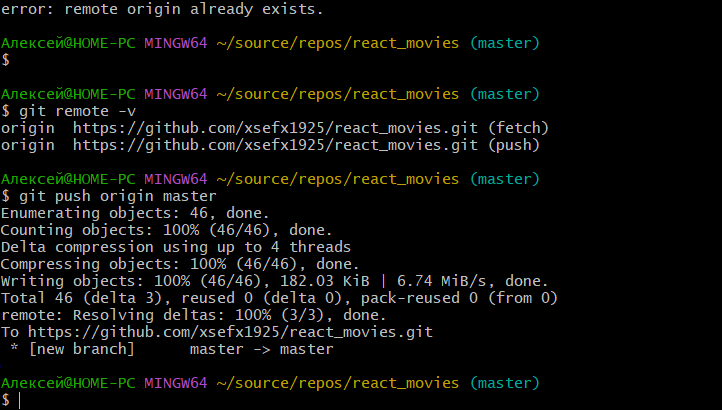 error: remote origin already exists.
Алексей@HOME-PC MINGW64 ~/source/repos/react_movies (master)
$
Алексей@HOME-PC MINGW64 ~/source/repos/react_movies (master)
$ git remote -v
origin  https://github.com/xsefx1925/react_movies.git (fetch)
origin  https://github.com/xsefx1925/react_movies.git (push)
Алексей@HOME-PC MINGW64 ~/source/repos/react_movies (master)
$ git push origin master
Enumerating objects: 46, done.
Counting objects: 100% (46/46), done.
Delta compression using up to 4 threads
Compressing objects: 100% (46/46), done.
Writing objects: 100% (46/46), 182.03 KiB | 6.74 MiB/s, done.
Total 46 (delta 3), reused 0 (delta 0), pack-reused 0 (from 0)
remote: Resolving deltas: 100% (3/3), done.
To https://github.com/xsefx1925/react_movies.git
 * [new branch]      master -> master
Алексей@HOME-PC MINGW64 ~/source/repos/react_movies (master)
$